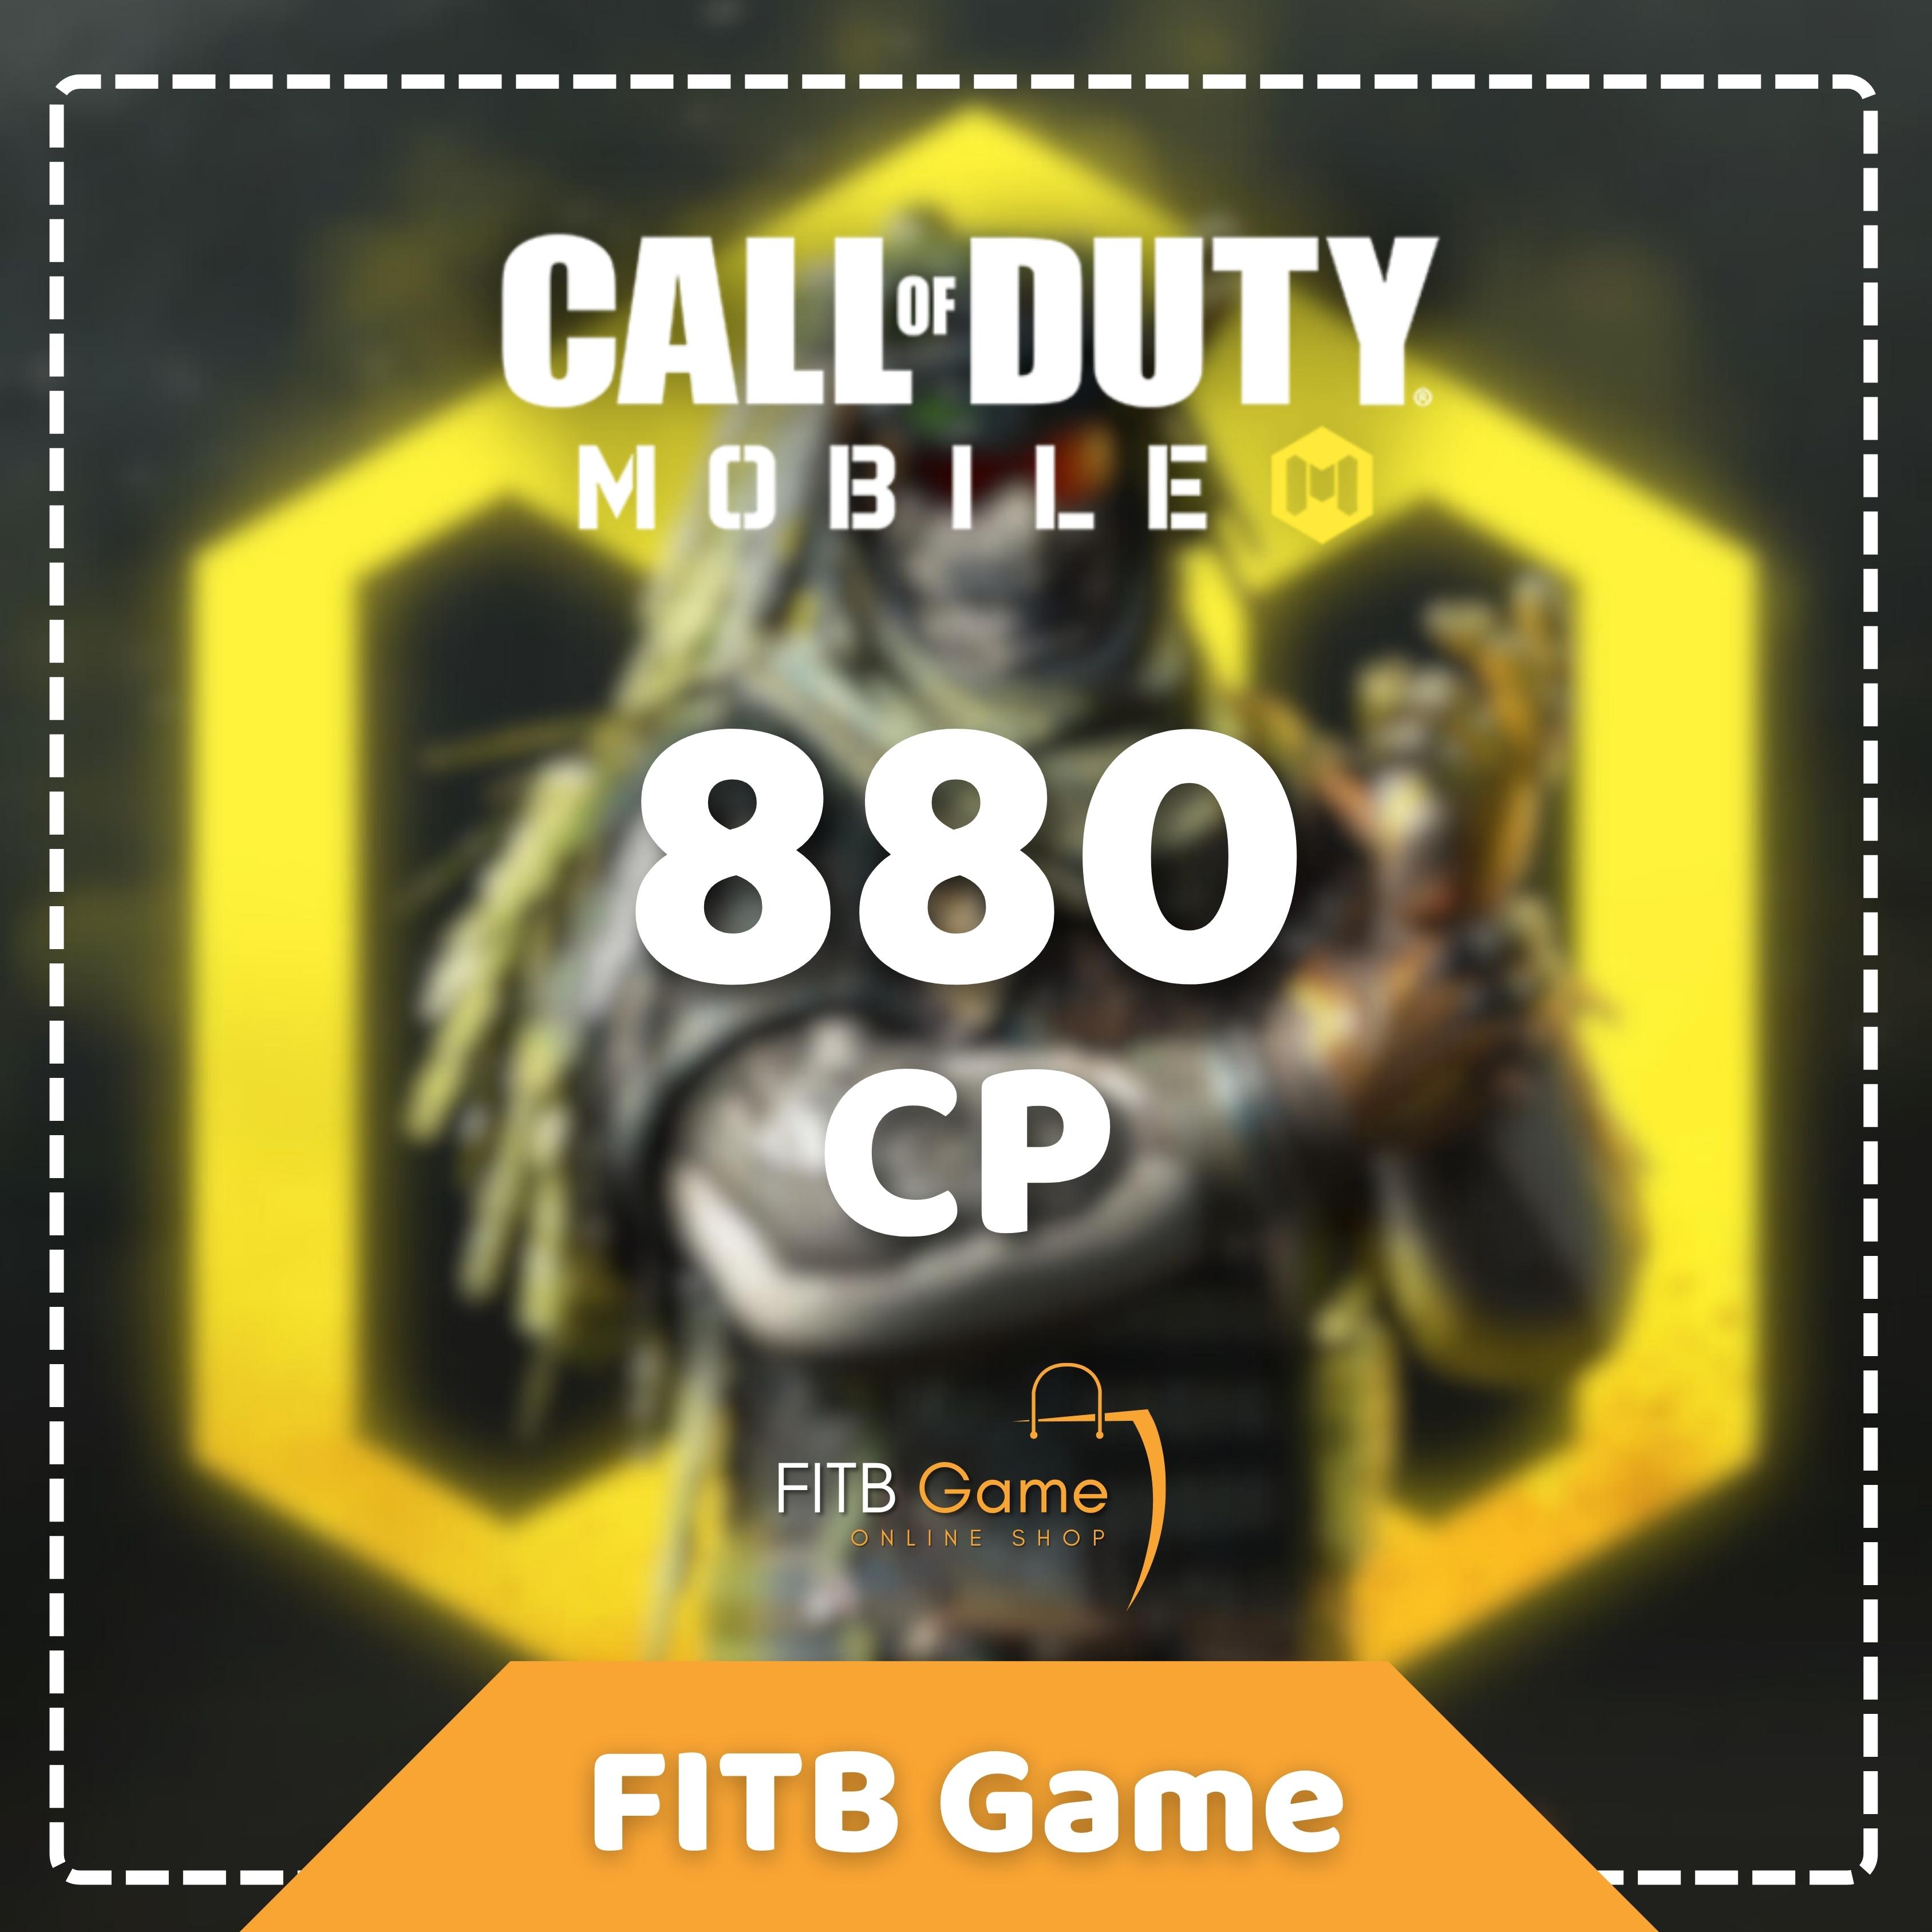 CALL OF DUTY®
MOBILE
880
CP
FITB Game
ONLINE SHOP
FITB Game